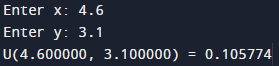 Enter x: 4.6
Enter y: 3.1
U(4.600000, 3.100000) = 0.105774